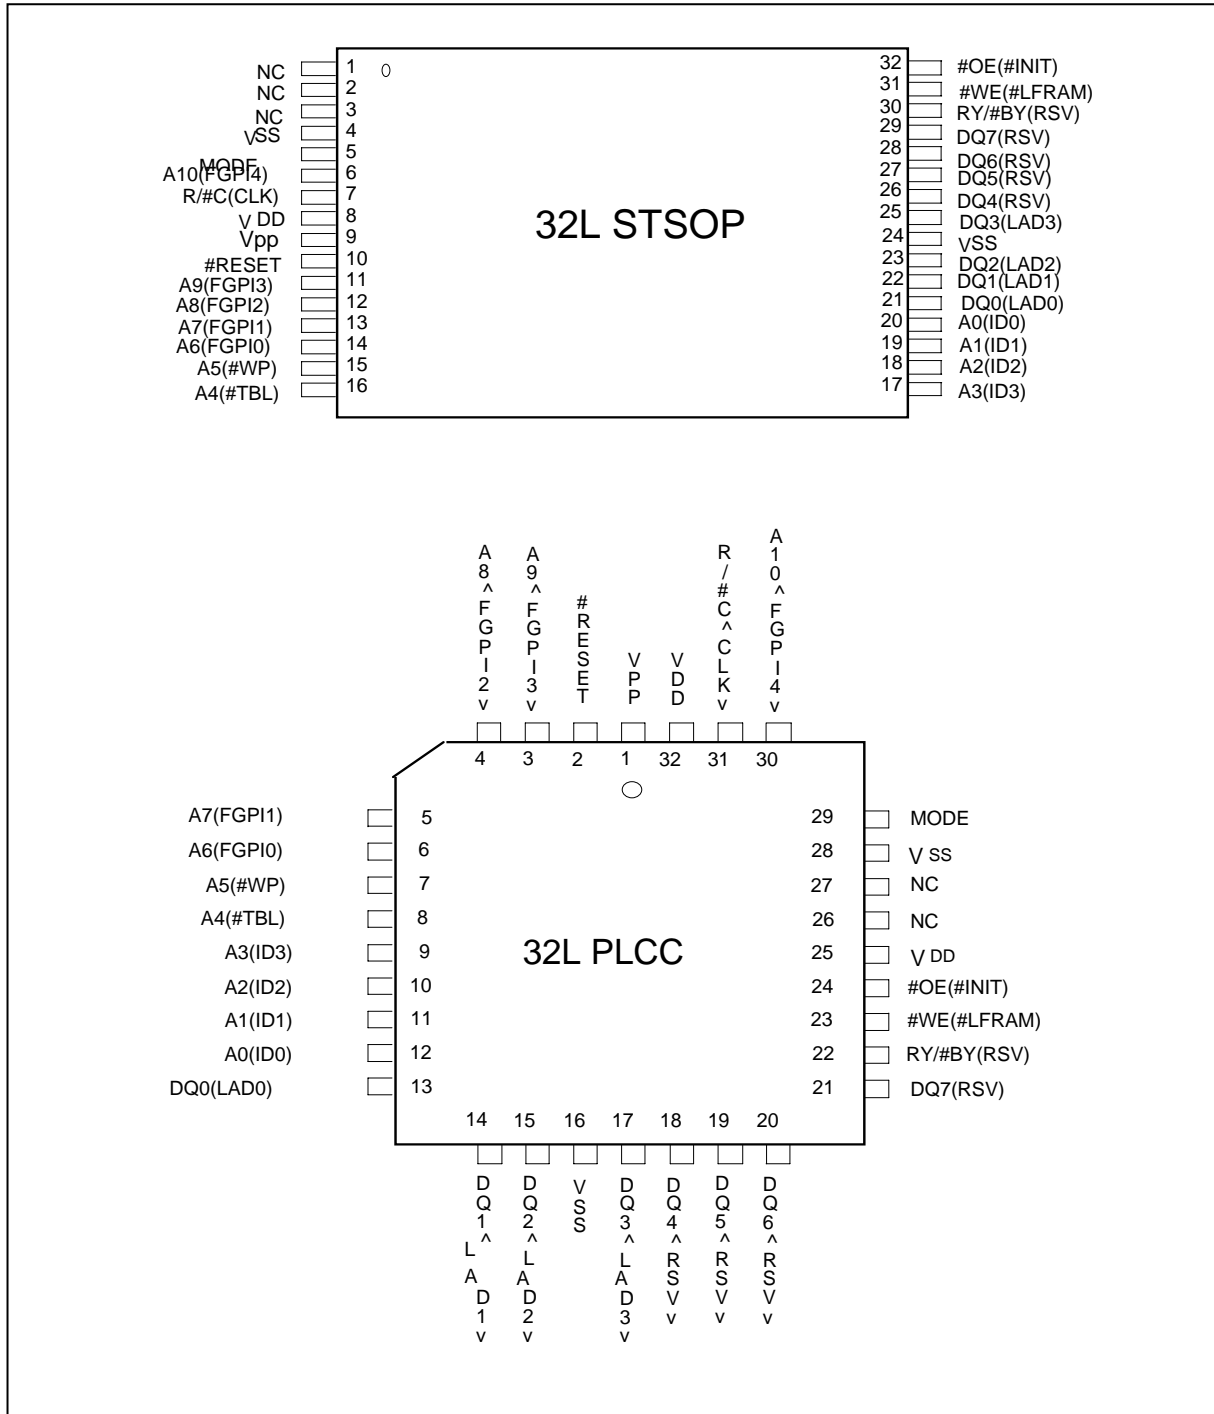 NC 1 32 #OE(#INIT)
NC 2 31 #WE(#LFRAM)
NC 3 30 RY/#BY(RSV)
VSS 4 29 DQ7(RSV)
MODE 5 28 DQ6(RSV)
A10(FGPI4) 6 27 DQ5(RSV)
R/#C(CLK) 7 26 DQ4(RSV)
VDD 8 25 DQ3(LAD3)
Vpp 9 24 VSS
#RESET 10 23 DQ2(LAD2)
A9(FGPI3) 11 22 DQ1(LAD1)
A8(FGPI2) 12 21 DQ0(LAD0)
A7(FGPI1) 13 20 A0(ID0)
A6(FGPI0) 14 19 A1(ID1)
A5(#WP) 15 18 A2(ID2)
A4(#TBL) 16 17 A3(ID3)
32L STSOP
A8^FGPI2v
A9^FGPI3v
#RESET
VPP
VDD
R/#C^CLKv
A10^FGPI4v
4 3 2 1 32 31 30
A7(FGPI1) 5 29 MODE
A6(FGPI0) 6 28 VSS
A5(#WP) 7 27 NC
A4(#TBL) 8 26 NC
A3(ID3) 9 25 VDD
32L PLCC
A2(ID2) 10 24 #OE(#INIT)
A1(ID1) 11 23 #WE(#LFRAM)
A0(ID0) 12 22 RY/#BY(RSV)
DQ0(LAD0) 13 21 DQ7(RSV)
14 15 16 17 18 19 20
DQ1^LAD1v
DQ2^LAD2v
VSS
DQ3^LAD3v
DQ4^RSVv
DQ5^RSVv
DQ6^RSVv